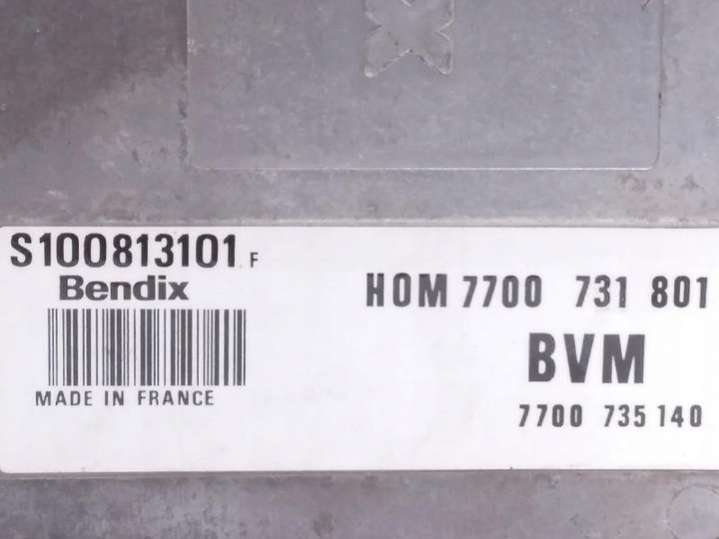 S100813101 F
Bendix
MADE IN FRANCE
HOM 7700 731 801
BVM
7700 735 140